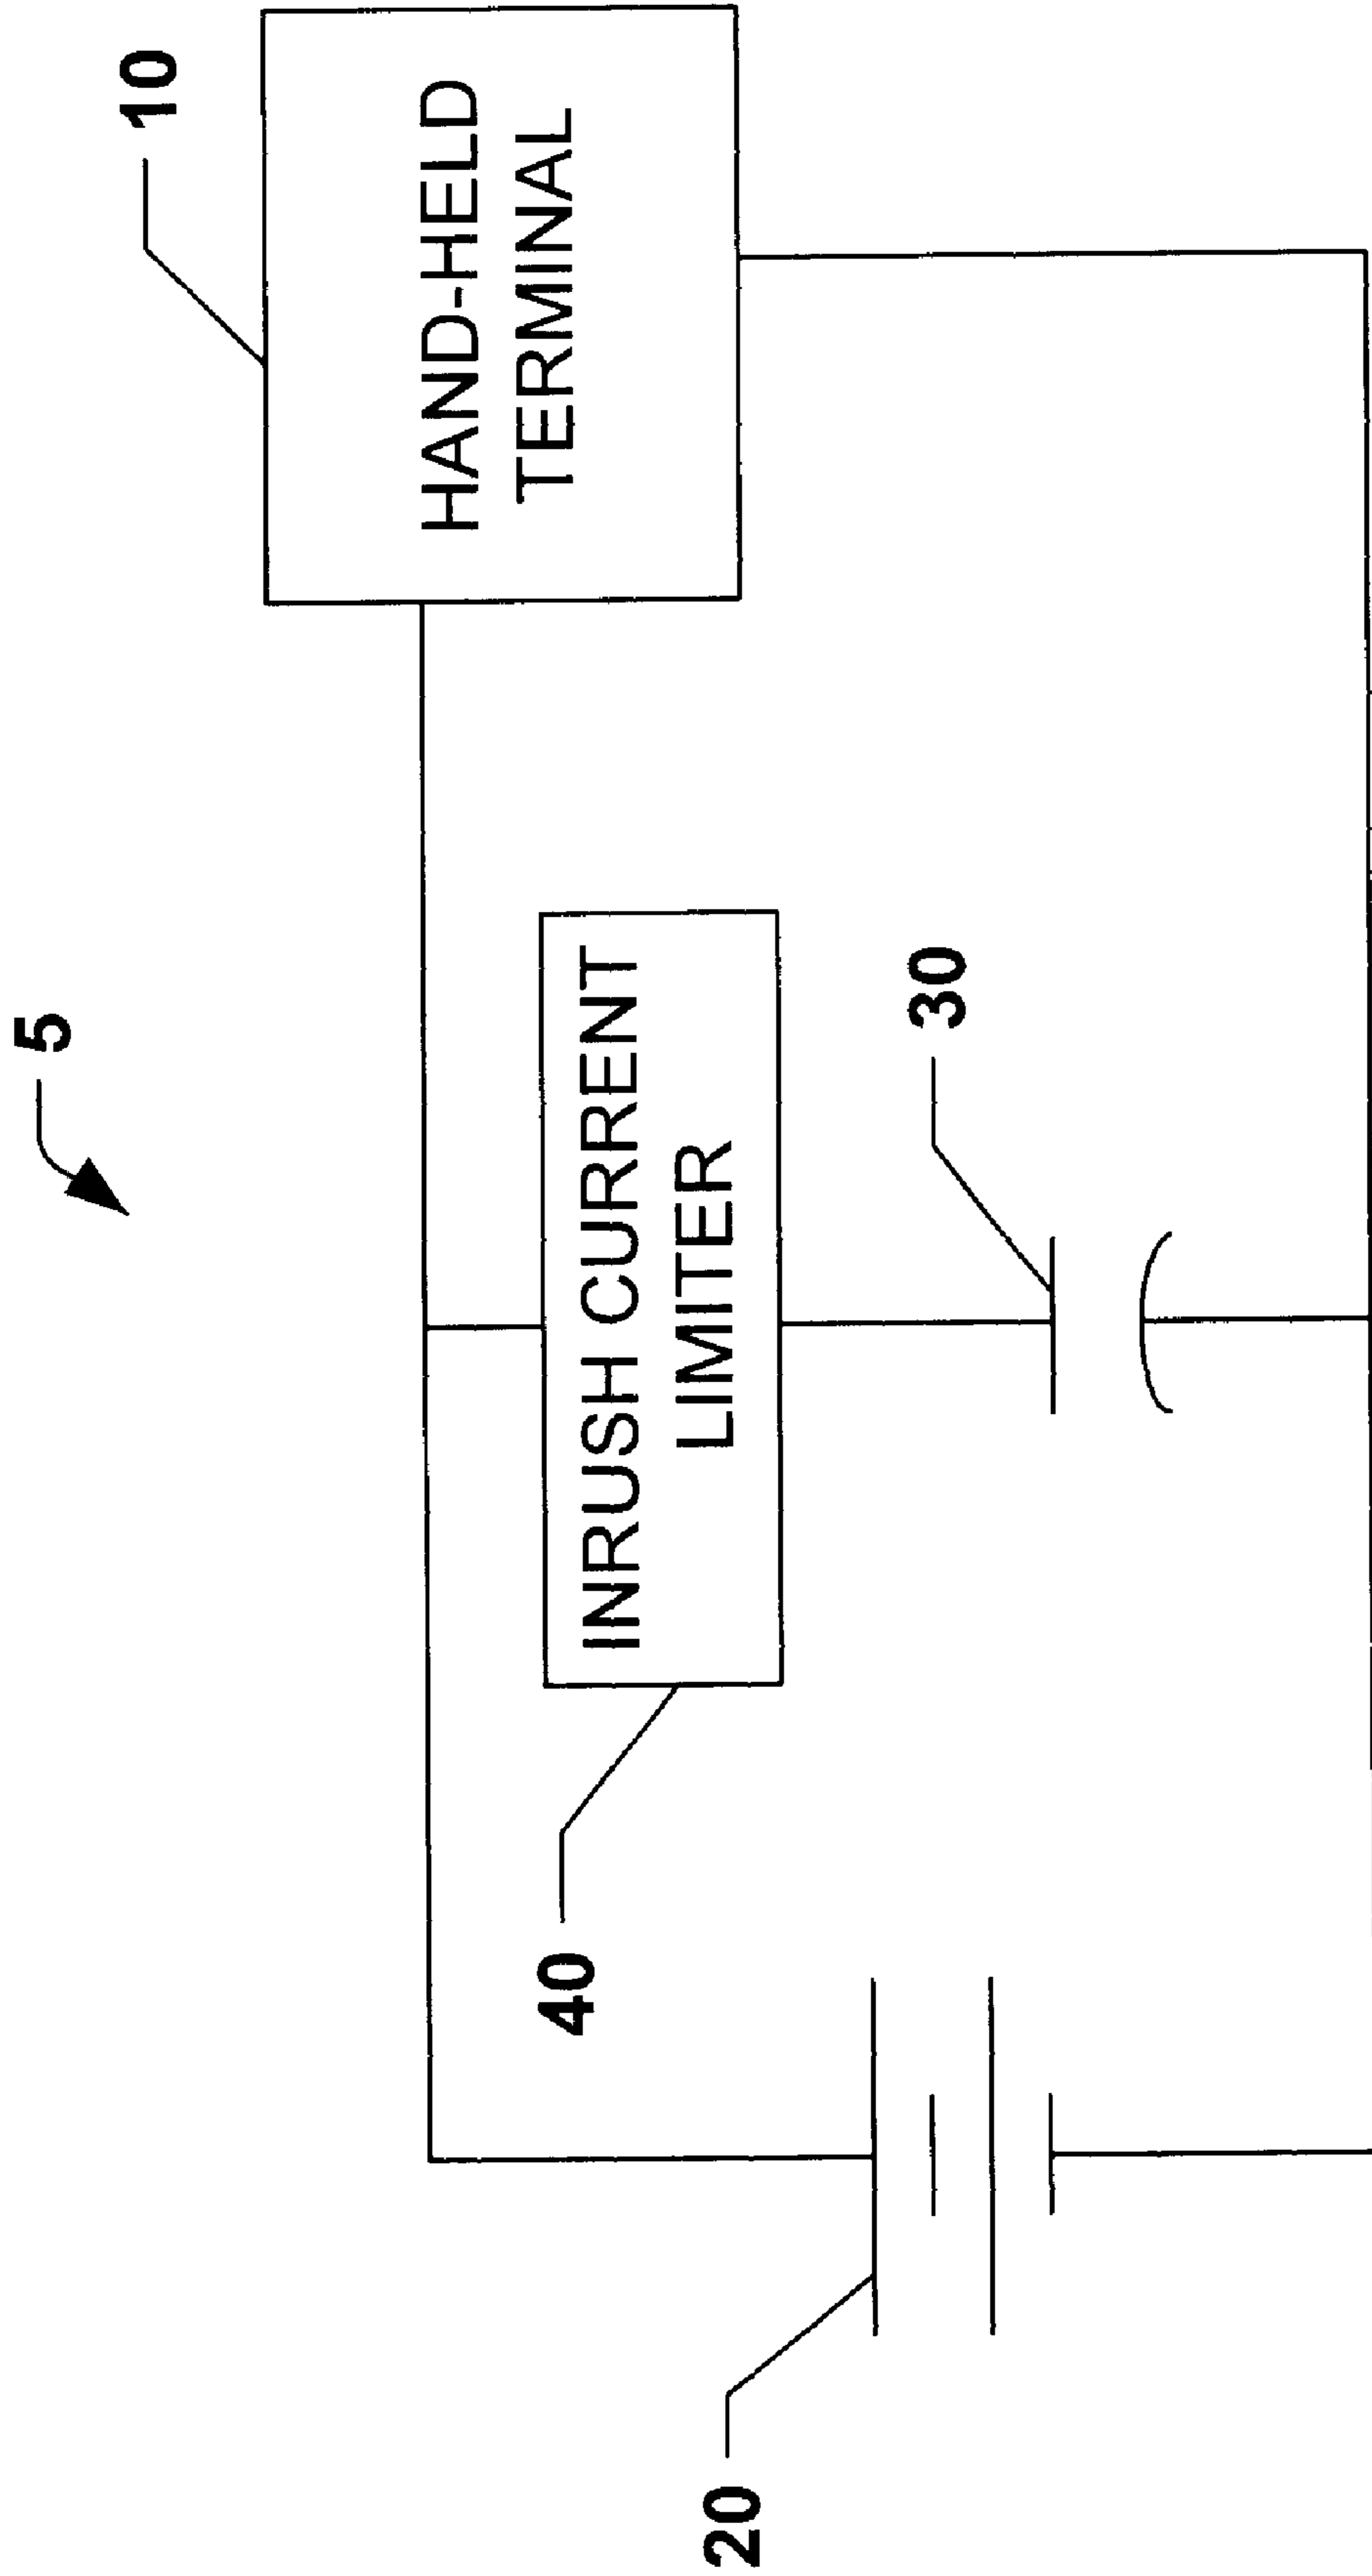 5
10
HAND-HELD
TERMINAL
INRUSH CURRENT
LIMITER
40
30
20